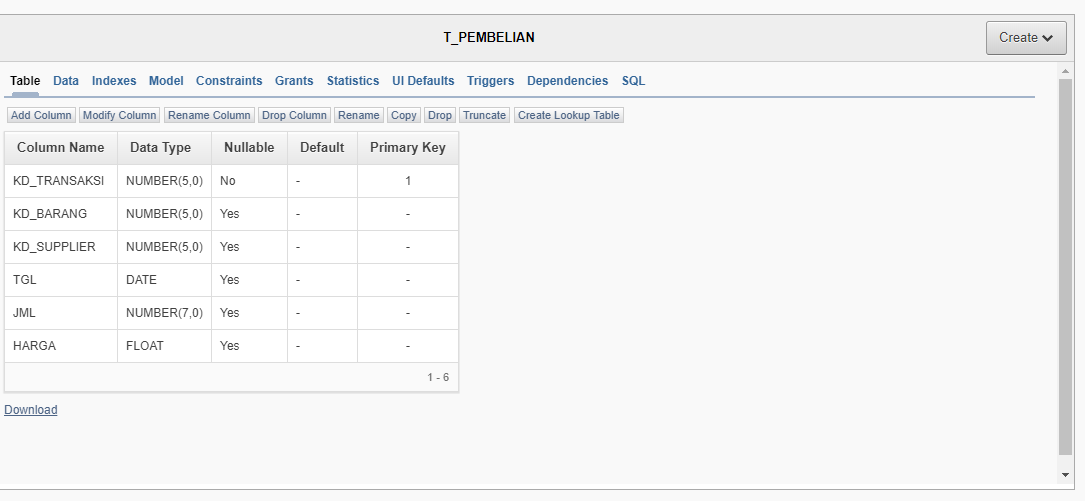 T_PEMBELIAN
Create
Table Data Indexes Model Constraints Grants Statistics UI Defaults Triggers Dependencies SQL
Add Column Modify Column Rename Column Drop Column Rename Copy Drop Truncate Create Lookup Table
Column Name Data Type Nullable Default Primary Key
KD_TRANSAKSI NUMBER(5,0) No - 1
KD_BARANG NUMBER(5,0) Yes - -
KD_SUPPLIER NUMBER(5,0) Yes - -
TGL DATE Yes - -
JML NUMBER(7,0) Yes - -
HARGA FLOAT Yes - -
1 - 6
Download